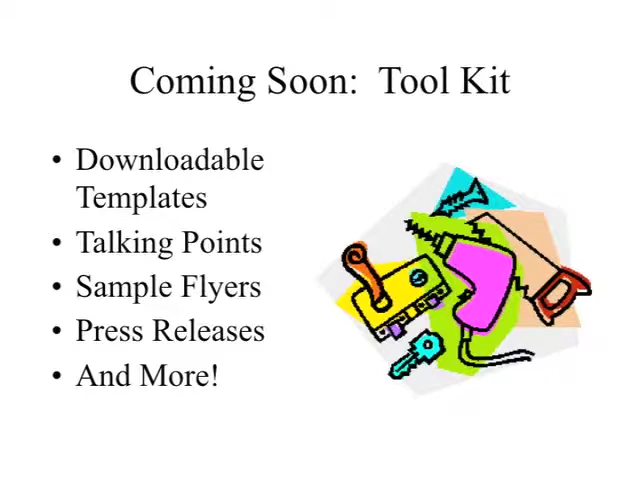 Coming Soon:  Tool Kit
• Downloadable
Templates
• Talking Points
• Sample Flyers
• Press Releases
• And More!